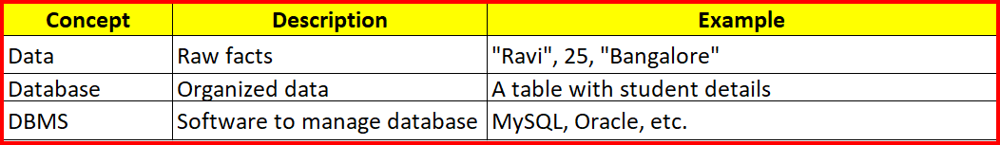 Concept Description Example
Data Raw facts "Ravi", 25, "Bangalore"
Database Organized data A table with student details
DBMS Software to manage database MySQL, Oracle, etc.